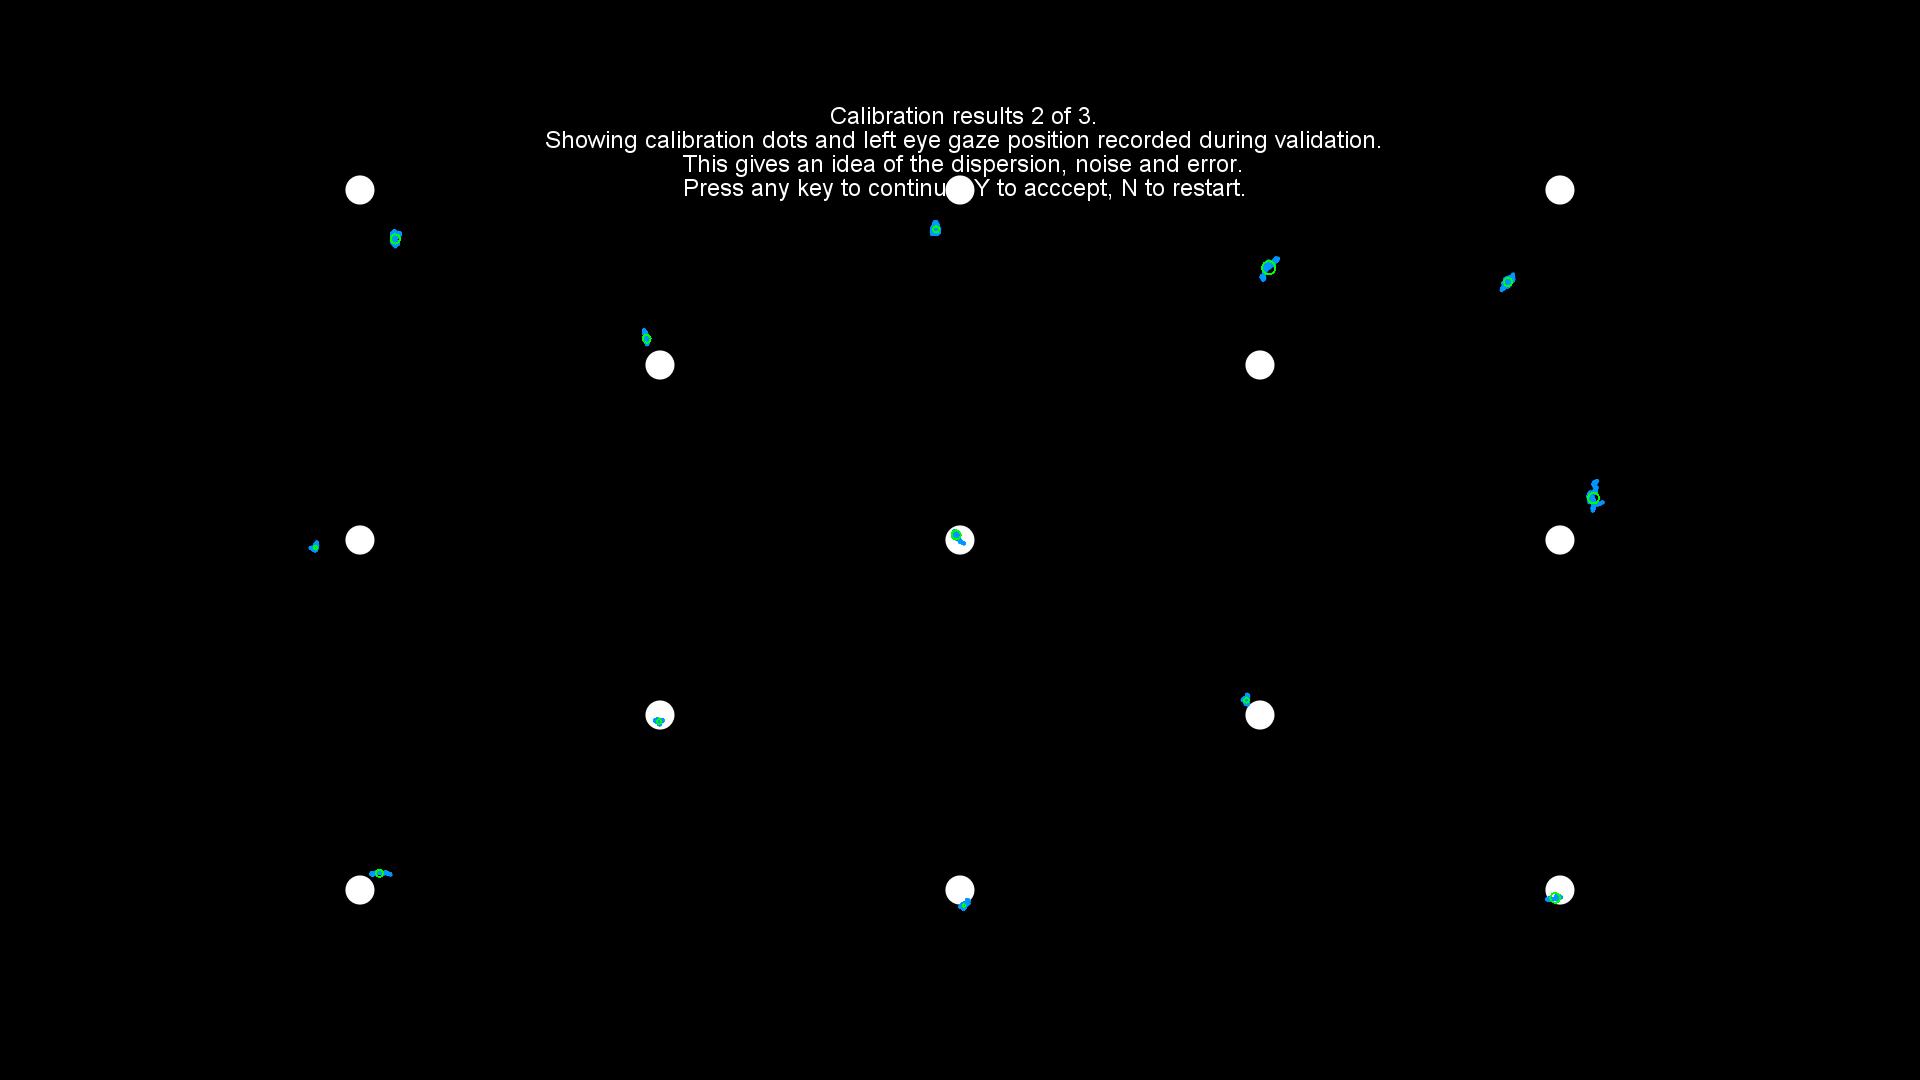 Calibration results 2 of 3.
Showing calibration dots and left eye gaze position recorded during validation.
This gives an idea of the dispersion, noise and error.
Press any key to continu Y to acccept, N to restart.